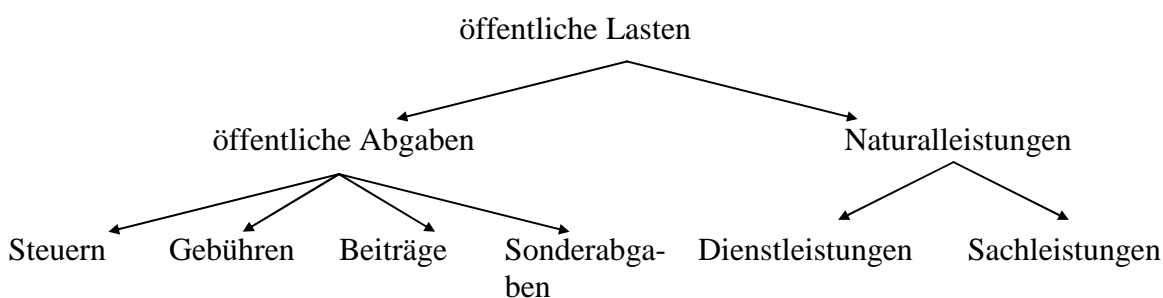 öffentliche Lasten
öffentliche Abgaben Naturalleistungen
Steuern Gebühren Beiträge Sonderabga- Dienstleistungen Sachleistungen
ben